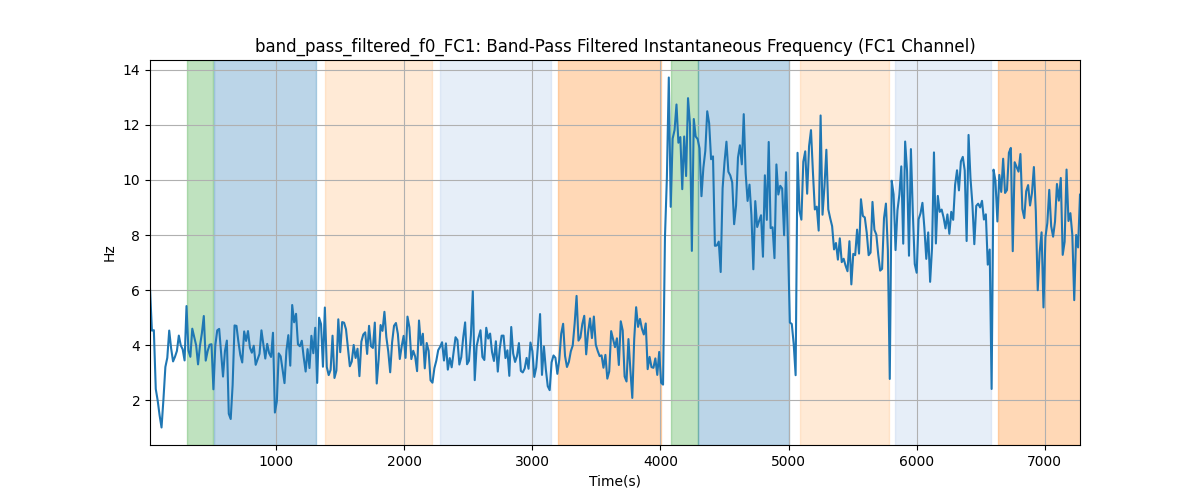 band_pass_filtered_f0_FC1: Band-Pass Filtered Instantaneous Frequency (FC1 Channel)
14
12
10
8
6
4
2
Hz
1000 2000 3000 4000 5000 6000 7000
Time(s)